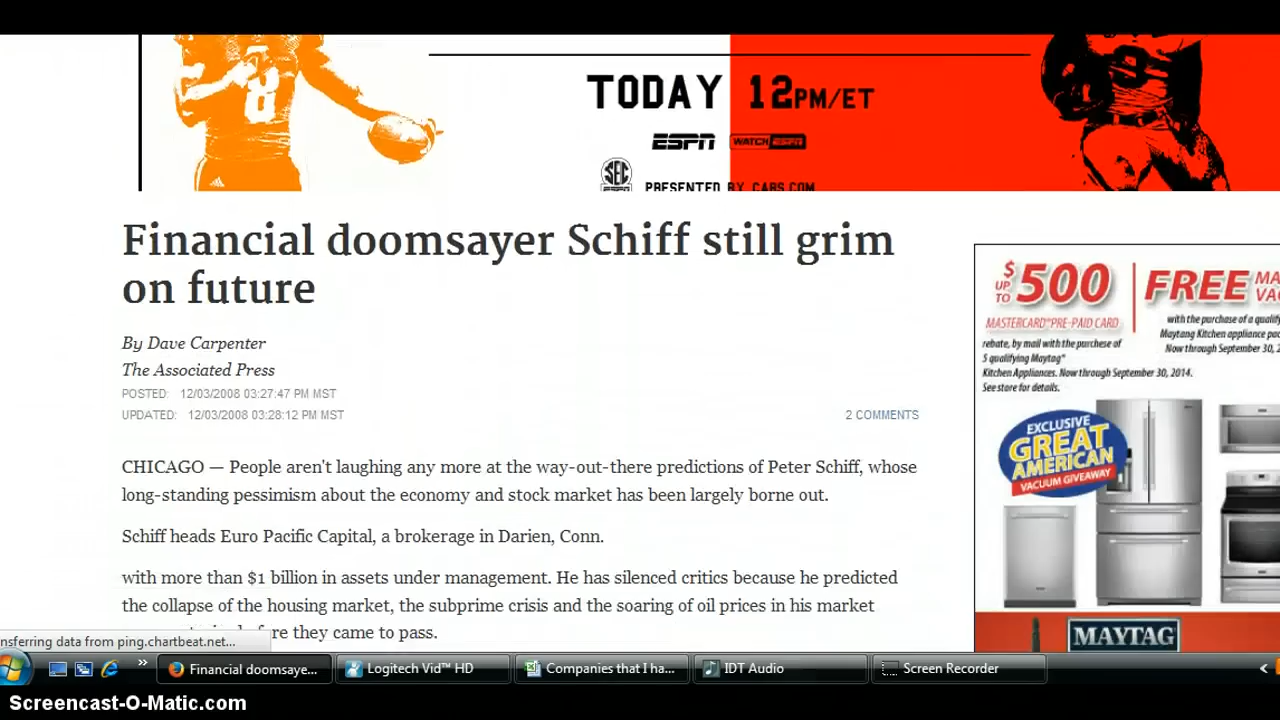 TODAY 12PM/ET
ESPN WATCH ESPN
SEC
PRESENTED BY CARS.COM
Financial doomsayer Schiff still grim
on future
By Dave Carpenter
The Associated Press
POSTED: 12/03/2008 03:27:47 PM MST
UPDATED: 12/03/2008 03:28:12 PM MST
2 COMMENTS
CHICAGO — People aren't laughing any more at the way-out-there predictions of Peter Schiff, whose
long-standing pessimism about the economy and stock market has been largely borne out.
Schiff heads Euro Pacific Capital, a brokerage in Darien, Conn.
with more than $1 billion in assets under management. He has silenced critics because he predicted
the collapse of the housing market, the subprime crisis and the soaring of oil prices in his market
before they came to pass.
UP TO $500
MASTERCARD® PRE-PAID CARD
rebate, by mail with the purchese of
5 qualifying Maytag®
Kitchen Appliances. Now through September 30, 2014.
See store for details.
FREE MA
VAC
with the purchase of a qualify
Maytang Kitchen appliance pac
Now through September 30, 2
EXCLUSIVE
GREAT
AMERICAN
VACUUM GIVEAWAY
MAYTAG
nsferring data from ping.chartbeat.net...
Financial doomsaye...
Logitech Vid™ HD
Companies that I ha...
IDT Audio
Screen Recorder
Screencast-O-Matic.com